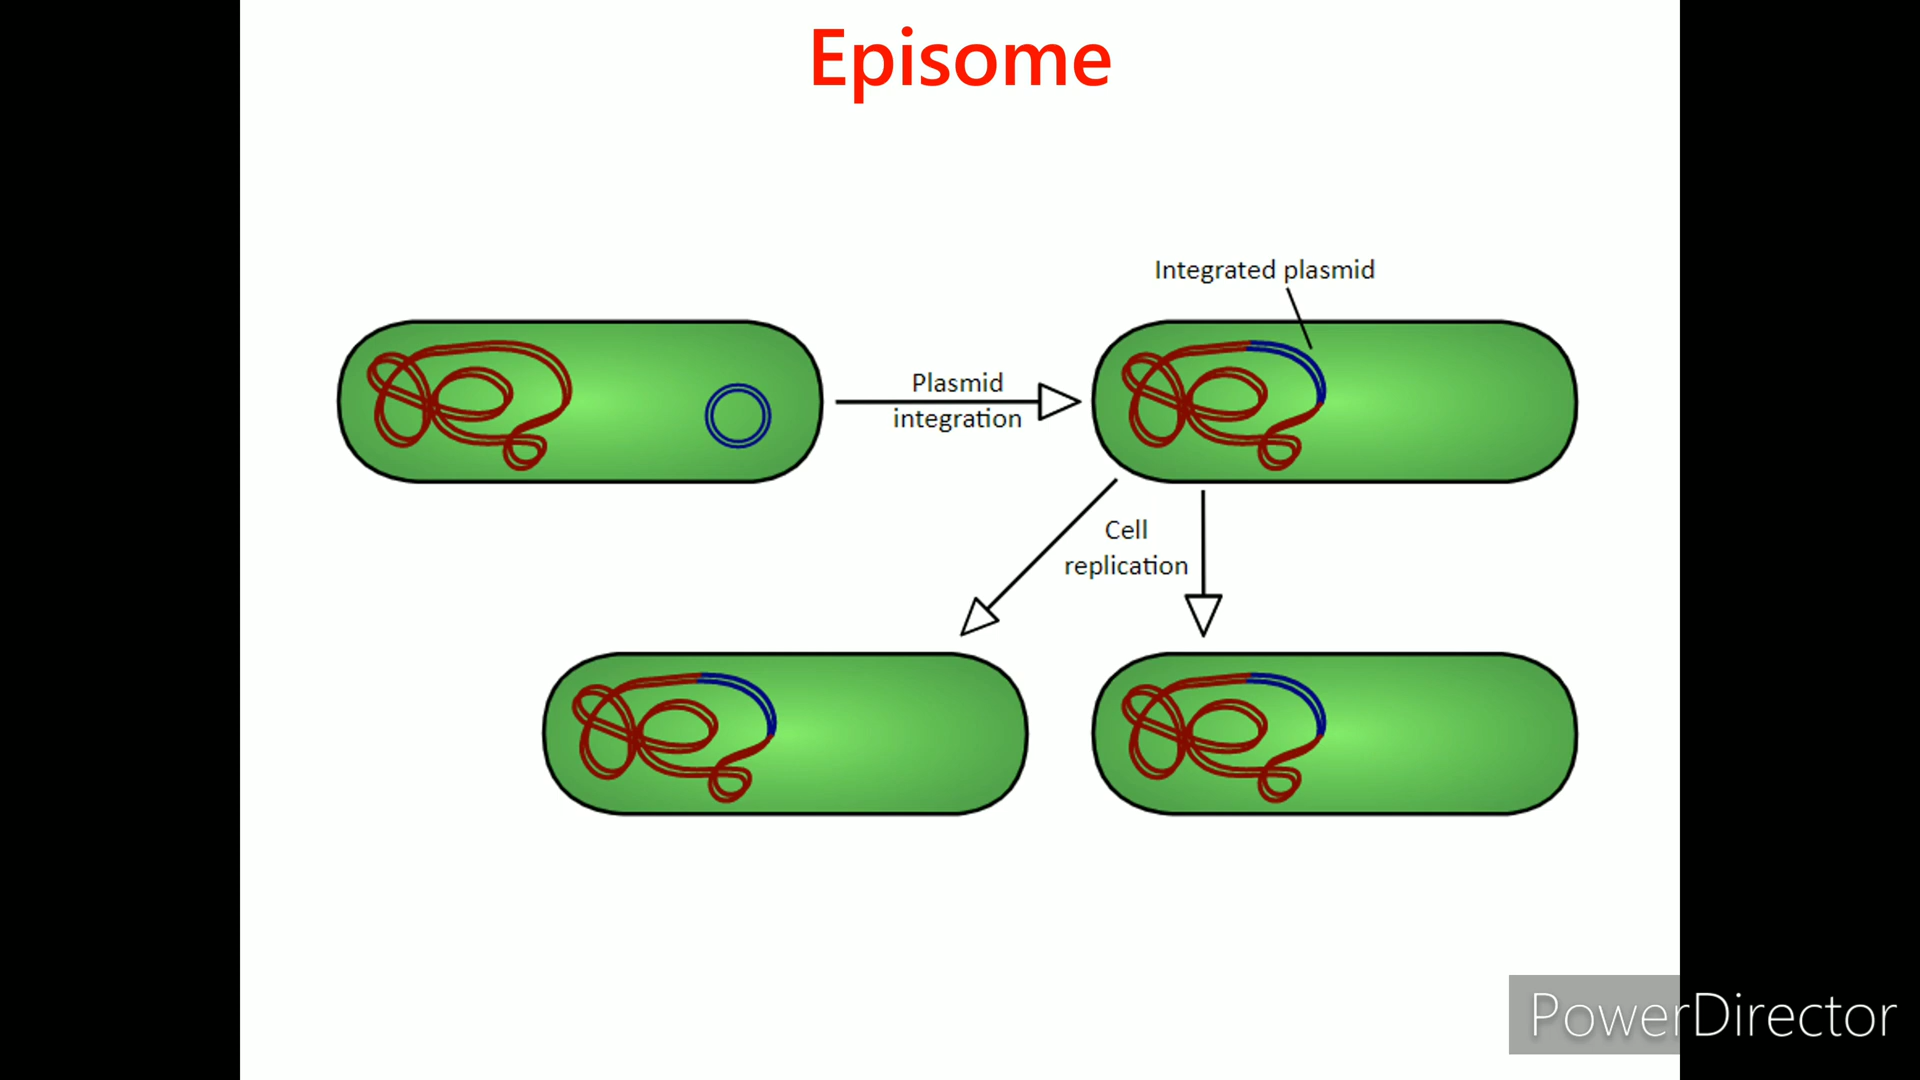 Episome
Integrated plasmid
Plasmid
integration
Cell
replication
PowerDirector